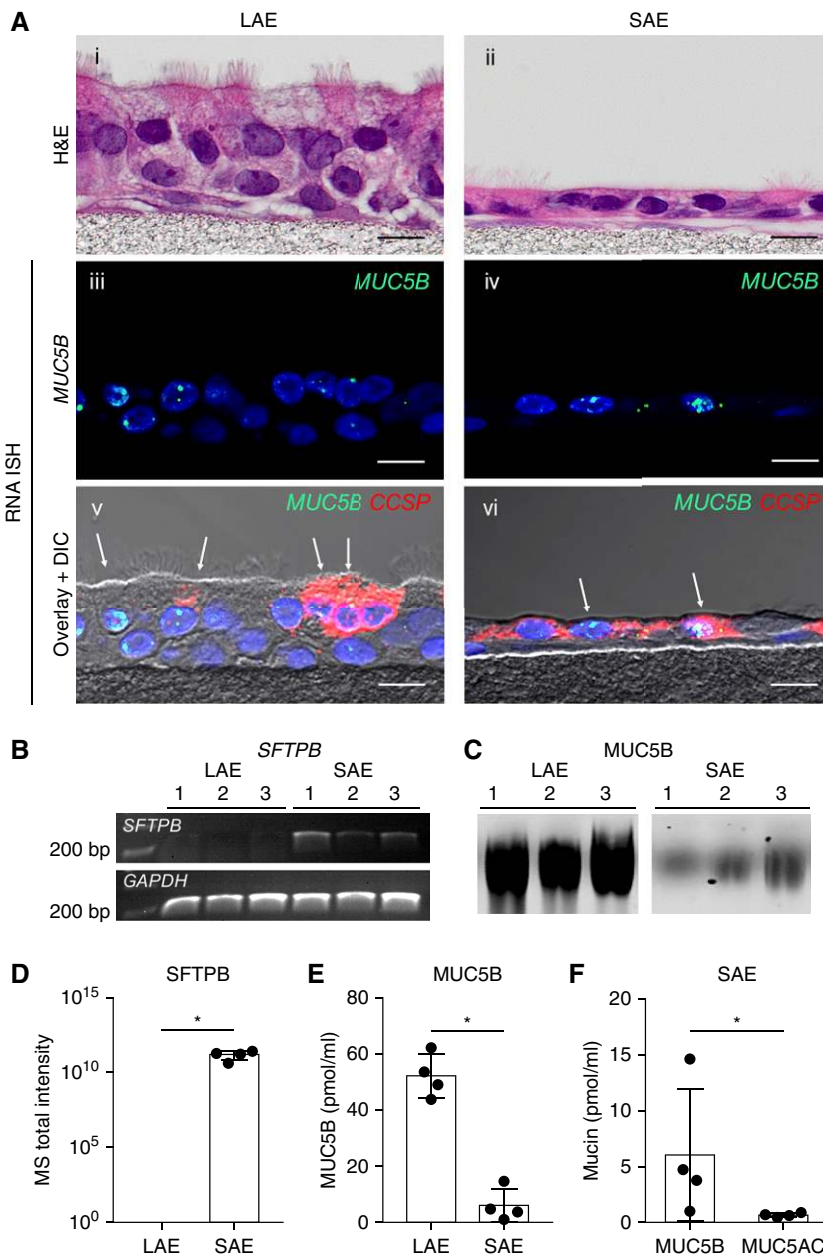 A
LAE
SAE
H&E
i
ii
RNA ISH
MUC5B
iii
MUC5B
iv
MUC5B
Overlay + DIC
v
MUC5B CCSP
vi
MUC5B CCSP
B
SFTPB
LAE
SAE
1 2 3 1 2 3
SFTPB
200 bp
GAPDH
200 bp
C
MUC5B
LAE
SAE
1 2 3 1 2 3
D
SFTPB
MS total intensity
10^15
10^10
10^5
10^0
*
LAE SAE
E
MUC5B
MUC5B (pmol/ml)
80
60
40
20
0
*
LAE SAE
F
SAE
Mucin (pmol/ml)
20
15
10
5
0
*
MUC5B MUC5AC